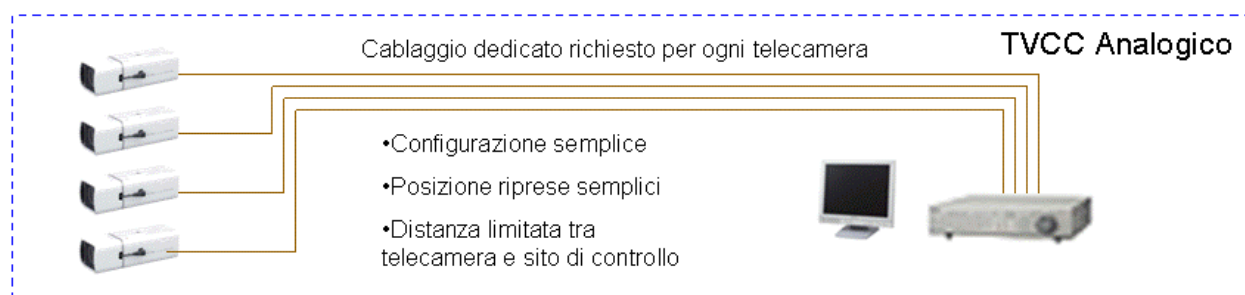 Cablaggio dedicato richiesto per ogni telecamera
TVCC Analogico
•Configurazione semplice
•Posizione riprese semplici
•Distanza limitata tra
telecamera e sito di controllo